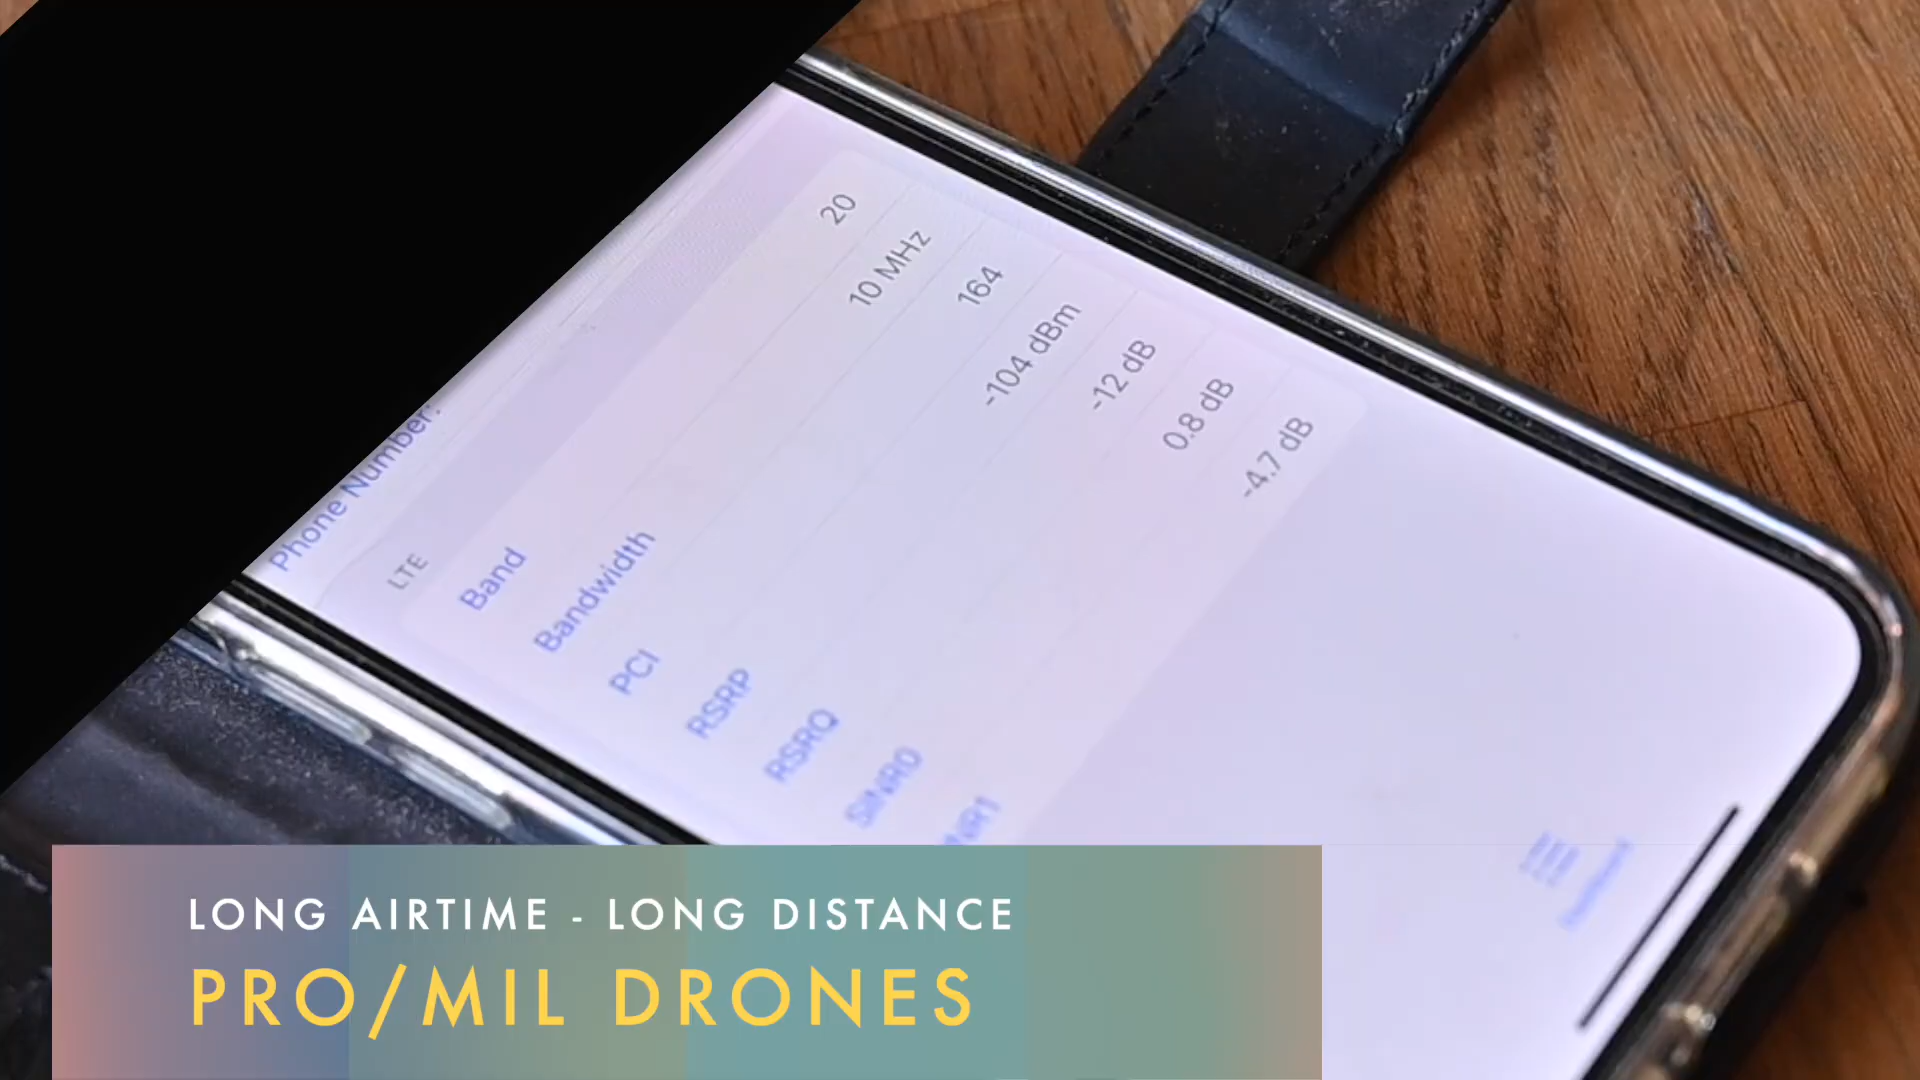 Phone Number:
LTE
Band 20
Bandwidth 10 MHz
PCI 164
RSRP -104 dBm
RSRQ -12 dB
SINR0 0.8 dB
-4.7 dB
LONG AIRTIME - LONG DISTANCE
PRO/MIL DRONES